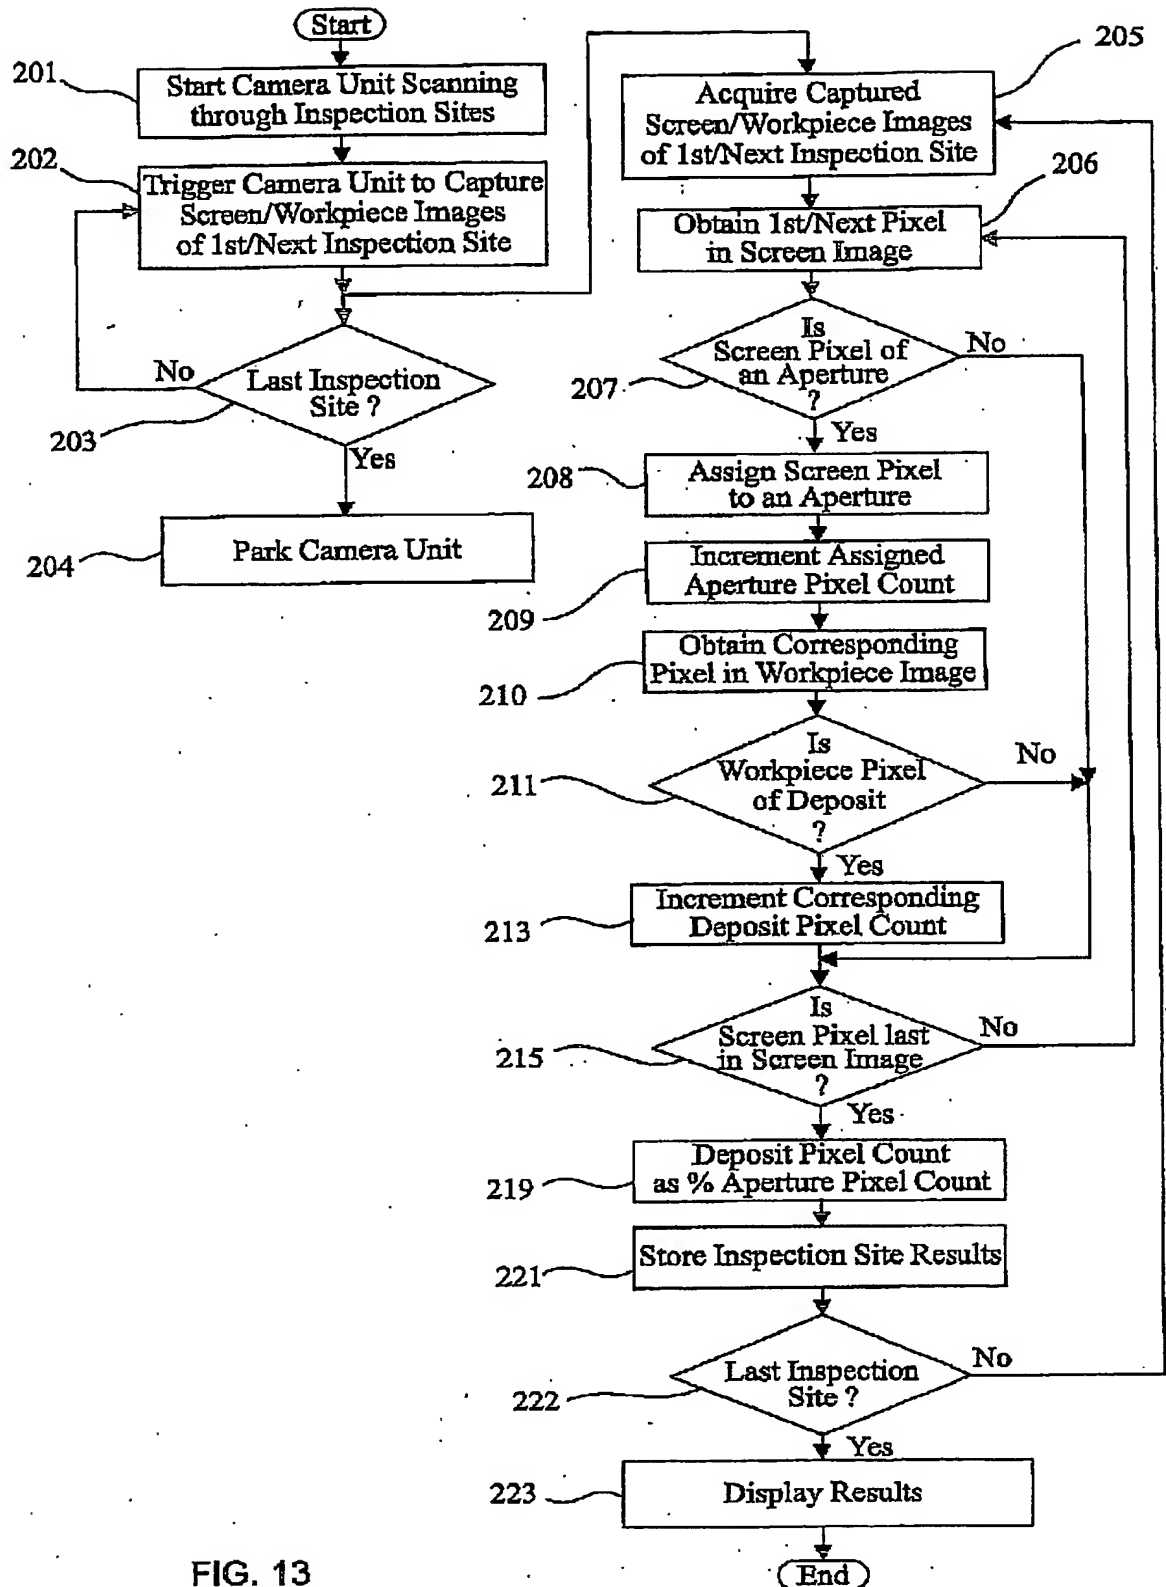 Start
201
Start Camera Unit Scanning
through Inspection Sites
202
Trigger Camera Unit to Capture
Screen/Workpiece Images
of 1st/Next Inspection Site
No
Last Inspection
Site ?
203
Yes
204
Park Camera Unit
205
Acquire Captured
Screen/Workpiece Images
of 1st/Next Inspection Site
206
Obtain 1st/Next Pixel
in Screen Image
Is
Screen Pixel of
an Aperture
?
No
207
Yes
208
Assign Screen Pixel
to an Aperture
Increment Assigned
Aperture Pixel Count
209
Obtain Corresponding
Pixel in Workpiece Image
210
Is
Workpiece Pixel
of Deposit
?
No
211
Yes
Increment Corresponding
Deposit Pixel Count
213
Is
Screen Pixel last
in Screen Image
?
No
215
Yes
Deposit Pixel Count
as % Aperture Pixel Count
219
Store Inspection Site Results
221
Last Inspection
Site ?
No
222
Yes
223
Display Results
End
FIG. 13